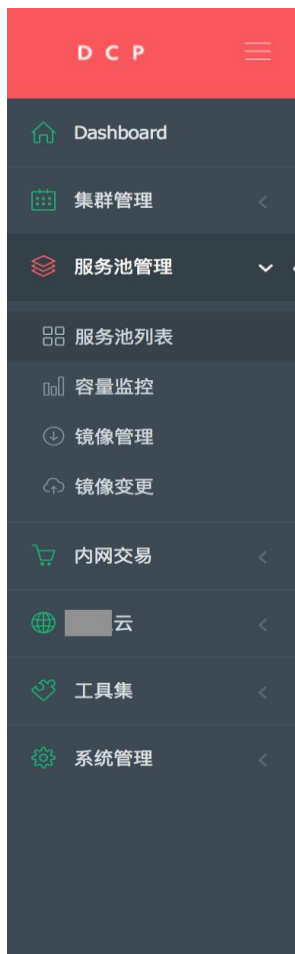 DCP
Dashboard
集群管理
服务池管理
服务池列表
容量监控
镜像管理
镜像变更
内网交易
云
工具集
系统管理